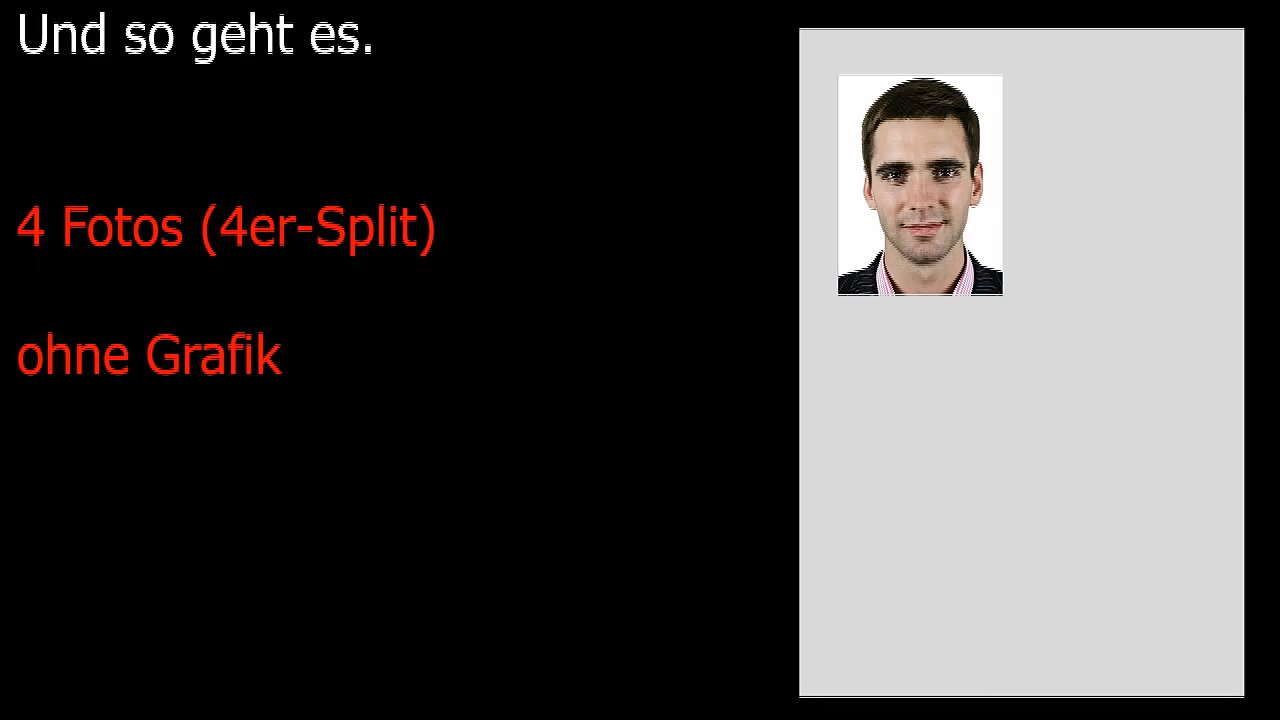 Und so geht es.
4 Fotos (4er-Split)
ohne Grafik